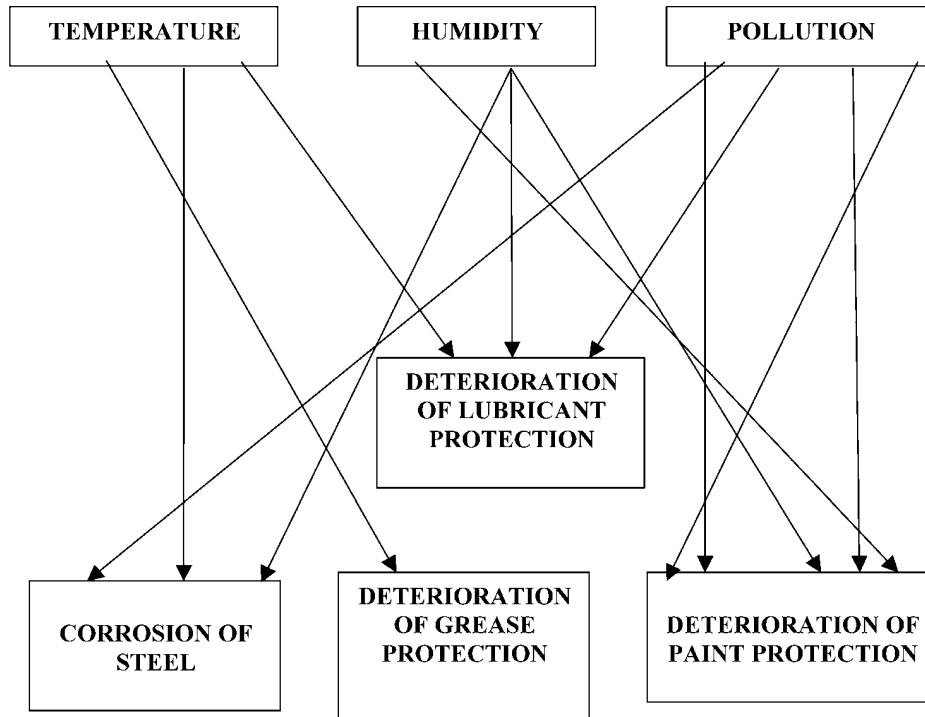 TEMPERATURE
HUMIDITY
POLLUTION
DETERIORATION
OF LUBRICANT
PROTECTION
CORROSION OF
STEEL
DETERIORATION
OF GREASE
PROTECTION
DETERIORATION OF
PAINT PROTECTION